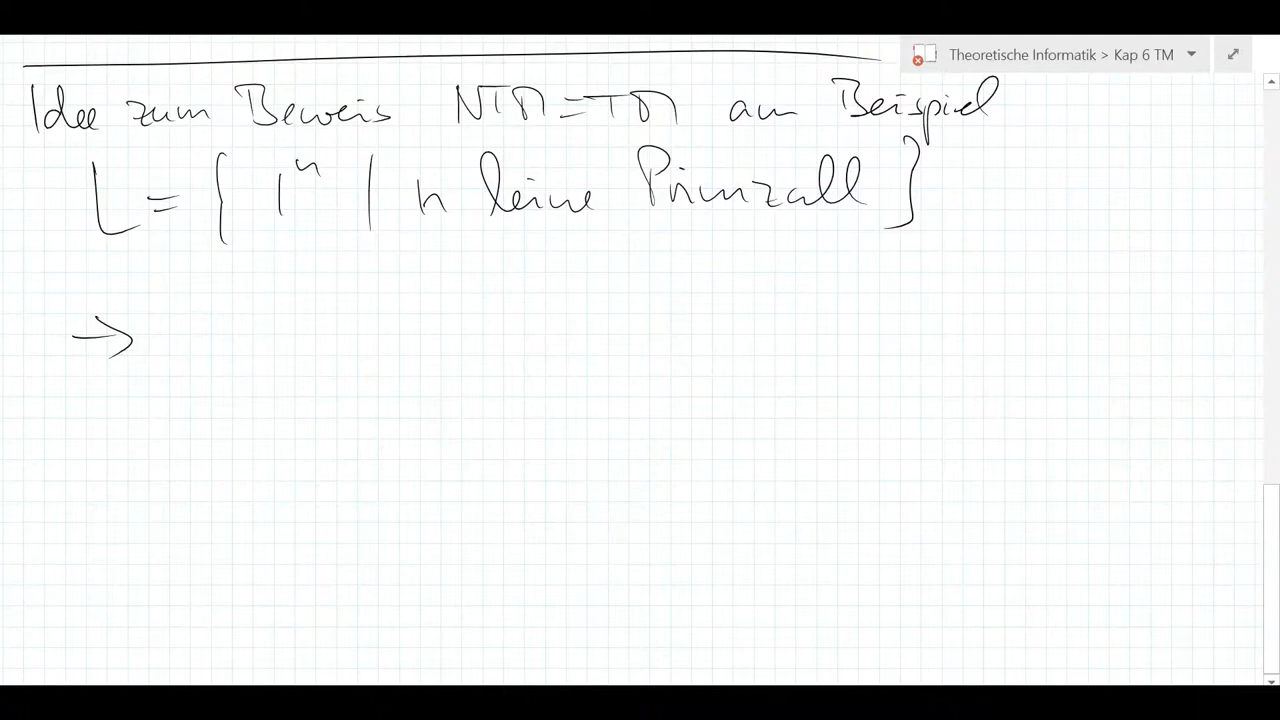 Theoretische Informatik > Kap 6 TM
Idee zum Beweis NTM = TM am Beispiel
L = { 1ⁿ | n keine Primzahl }
→